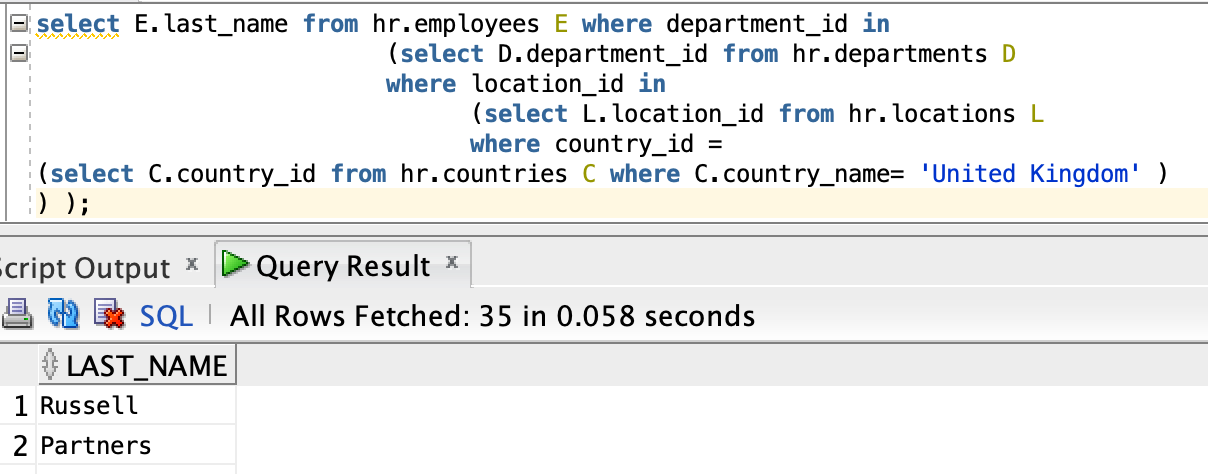 select E.last_name from hr.employees E where department_id in
(select D.department_id from hr.departments D
where location_id in
(select L.location_id from hr.locations L
where country_id =
(select C.country_id from hr.countries C where C.country_name= 'United Kingdom' )
) );
Script Output x Query Result x
SQL | All Rows Fetched: 35 in 0.058 seconds
LAST_NAME
1 Russell
2 Partners